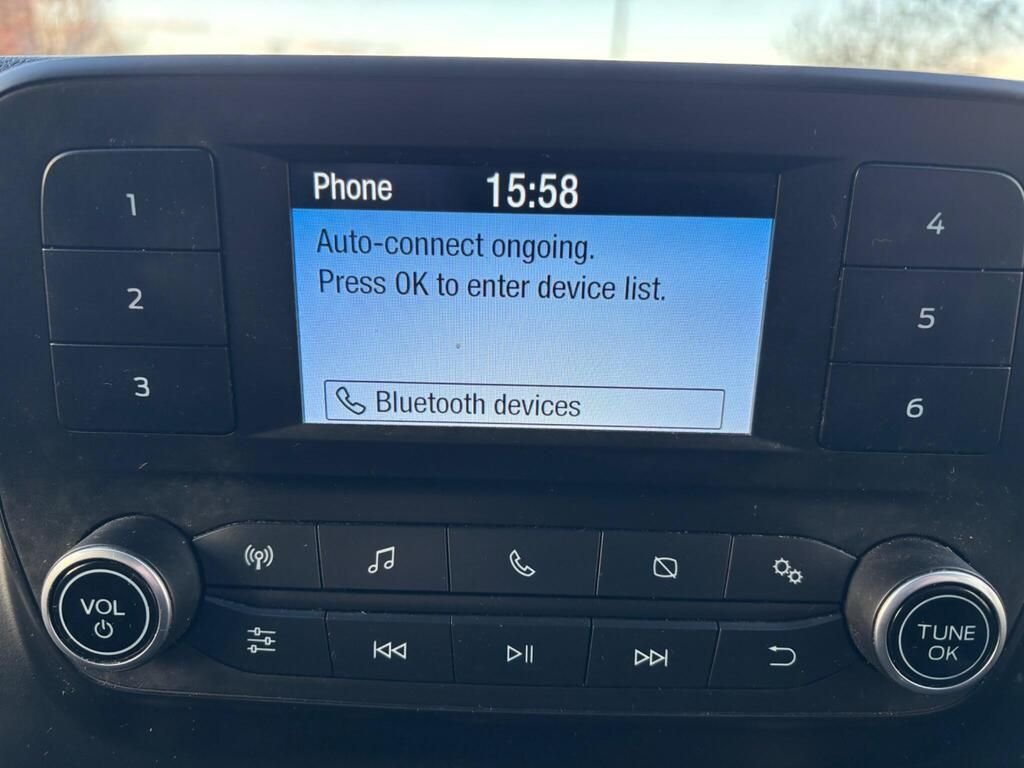 Phone 15:58
Auto-connect ongoing.
Press OK to enter device list.
Bluetooth devices
1
2
3
4
5
6
VOL
TUNE
OK